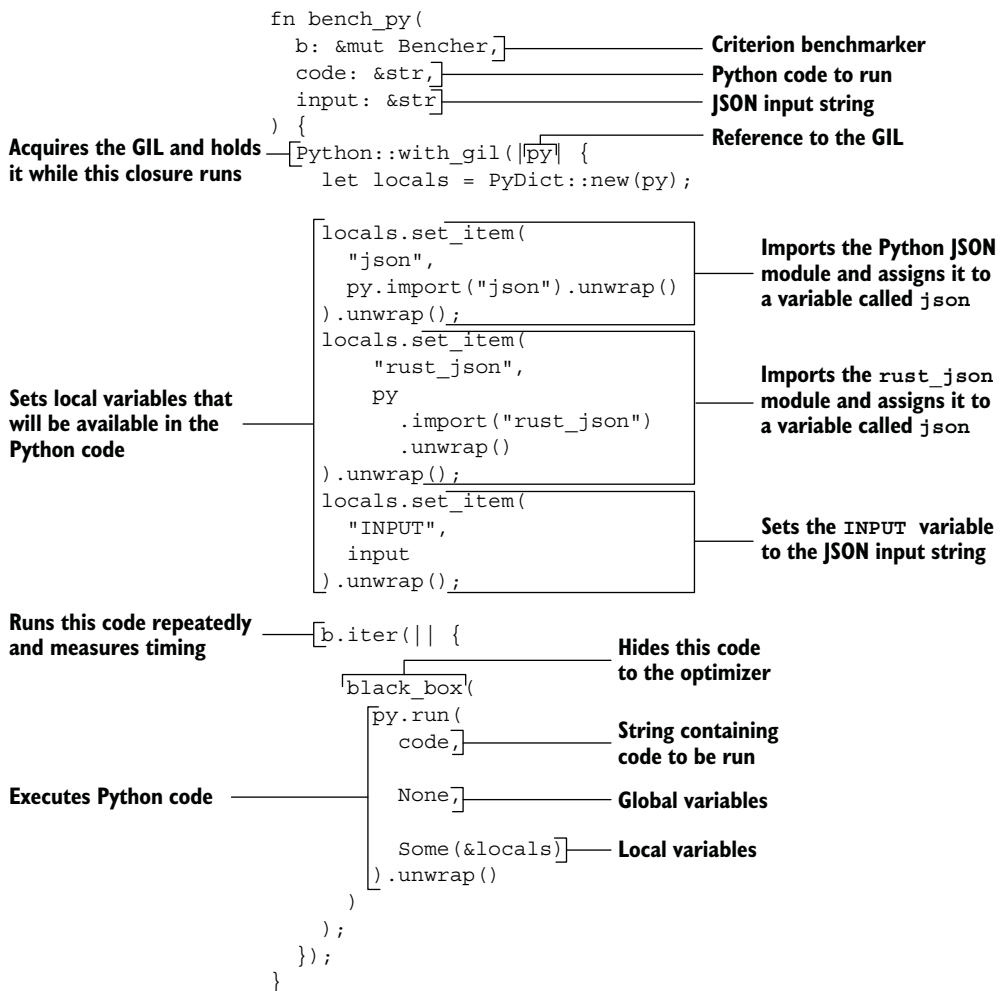 fn bench_py(
b: &mut Bencher,
Criterion benchmarker
code: &str,
Python code to run
input: &str
JSON input string
) {
Reference to the GIL
Acquires the GIL and holds
it while this closure runs
Python::with_gil(|py| {
let locals = PyDict::new(py);
locals.set_item(
"json",
py.import("json").unwrap()
).unwrap();
Imports the Python JSON
module and assigns it to
a variable called json
locals.set_item(
"rust_json",
py
.import("rust_json")
.unwrap()
).unwrap();
Imports the rust_json
module and assigns it to
a variable called json
Sets local variables that
will be available in the
Python code
locals.set_item(
"INPUT",
input
).unwrap();
Sets the INPUT variable
to the JSON input string
Runs this code repeatedly
and measures timing
b.iter(|| {
Hides this code
to the optimizer
black_box(
py.run(
code,
String containing
code to be run
Executes Python code
None,
Global variables
Some(&locals)
Local variables
).unwrap()
)
);
});
}